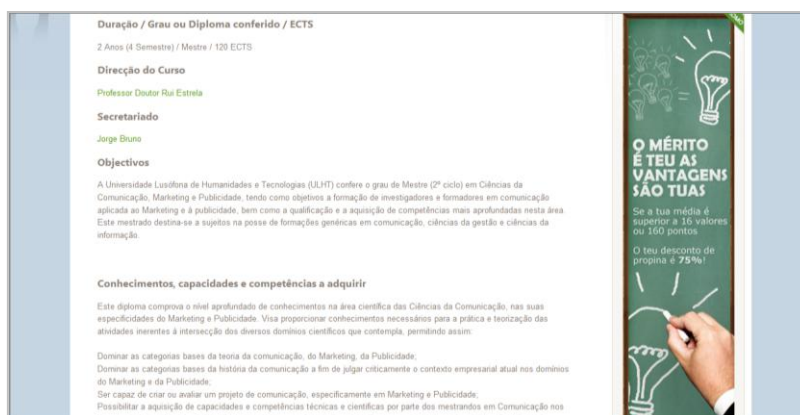 Duração / Grau ou Diploma conferido / ECTS
2 Anos (4 Semestre) / Mestre / 120 ECTS
Direcção do Curso
Professor Doutor Rui Estrela
Secretariado
Jorge Bruno
Objectivos
A Universidade Lusófona de Humanidades e Tecnologias (ULHT) confere o grau de Mestre (2º ciclo) em Ciências da
Comunicação, Marketing e Publicidade, tendo como objetivos a formação de investigadores e formadores em comunicação
aplicada ao Marketing e à publicidade, bem como a qualificação e a aquisição de competências mais aprofundadas nesta área.
Este mestrado destina-se a sujeitos na posse de formações genéricas em comunicação, ciências da gestão e ciências da
informação.
Conhecimentos, capacidades e competências a adquirir
Este diploma comprova o nível aprofundado de conhecimentos na área científica das Ciências da Comunicação, nas suas
especificidades do Marketing e Publicidade. Visa proporcionar conhecimentos necessários para a prática e teorização das
atividades inerentes à intersecção dos diversos domínios científicos que contempla, permitindo assim:
Dominar as categorias bases da teoria da comunicação, do Marketing, da Publicidade;
Dominar as categorias bases da história da comunicação a fim de julgar criticamente o contexto empresarial atual nos domínios
do Marketing e da Publicidade;
Ser capaz de criar ou avaliar um projeto de comunicação, especificamente em Marketing e Publicidade;
Possibilitar a aquisição de capacidades e competências técnicas e científicas por parte dos mestrandos em Comunicação nos
O MÉRITO
É TEU AS
VANTAGENS
SÃO TUAS
Se a tua média é
superior a 16 valores
ou 160 pontos
O teu desconto de
propina é 75%!